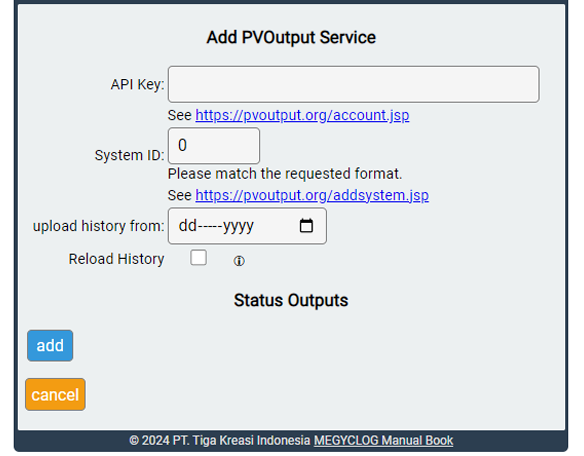 Add PVOutput Service
API Key:
See https://pvoutput.org/account.jsp
System ID: 0
Please match the requested format.
See https://pvoutput.org/addsystem.jsp
upload history from: dd-----yyyy
Reload History
Status Outputs
add
cancel
© 2024 PT. Tiga Kreasi Indonesia MEGYCLOG Manual Book